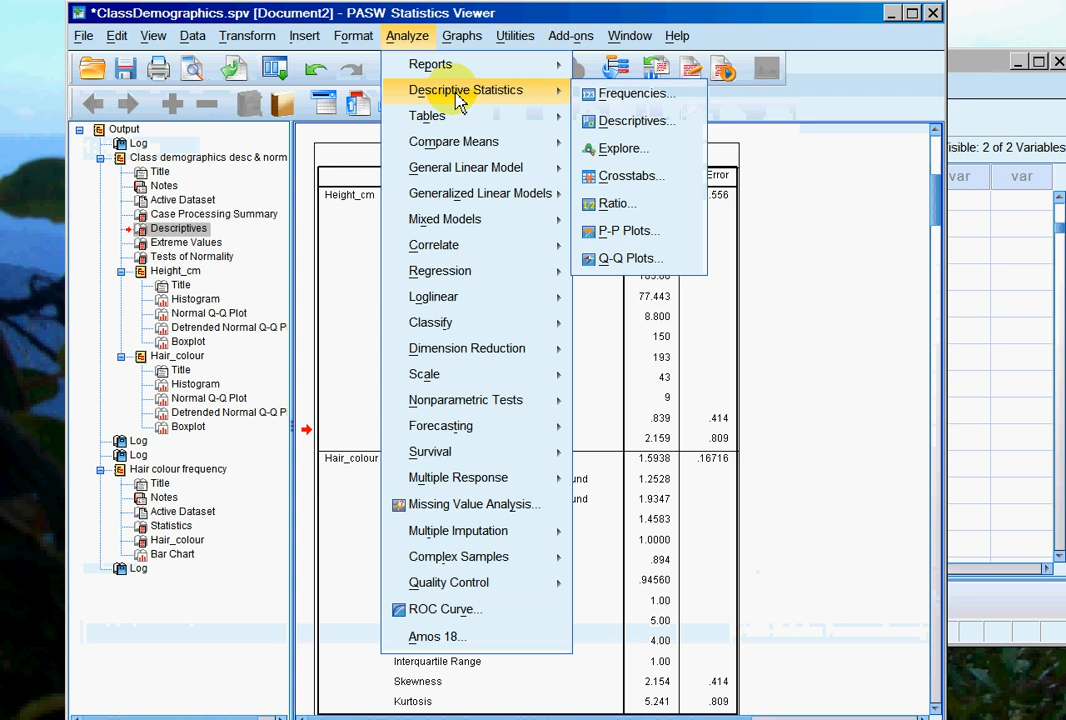 *ClassDemographics.spv [Document2] - PASW Statistics Viewer
File Edit View Data Transform Insert Format Analyze Graphs Utilities Add-ons Window Help
Output
Log
Class demographics desc & norm
Title
Notes
Active Dataset
Case Processing Summary
Descriptives
Extreme Values
Tests of Normality
Height_cm
Title
Histogram
Normal Q-Q Plot
Detrended Normal Q-Q P
Boxplot
Hair_colour
Title
Histogram
Normal Q-Q Plot
Detrended Normal Q-Q P
Boxplot
Log
Log
Hair colour frequency
Title
Notes
Active Dataset
Statistics
Hair_colour
Bar Chart
Log
Reports
Descriptive Statistics
Tables
Compare Means
General Linear Model
Generalized Linear Models
Mixed Models
Correlate
Regression
Loglinear
Classify
Dimension Reduction
Scale
Nonparametric Tests
Forecasting
Survival
Multiple Response
Missing Value Analysis...
Multiple Imputation
Complex Samples
Quality Control
ROC Curve...
Amos 18...
Frequencies...
Descriptives...
Explore...
Crosstabs...
Ratio...
P-P Plots...
Q-Q Plots...
Error
Height_cm .556
77.443
8.800
150
193
43
9
.839 .414
2.159 .809
Hair_colour 1.5938 .16716
und 1.2528
und 1.9347
1.4583
1.0000
.894
.94560
1.00
5.00
4.00
Interquartile Range 1.00
Skewness 2.154 .414
Kurtosis 5.241 .809
isible: 2 of 2 Variables
var var